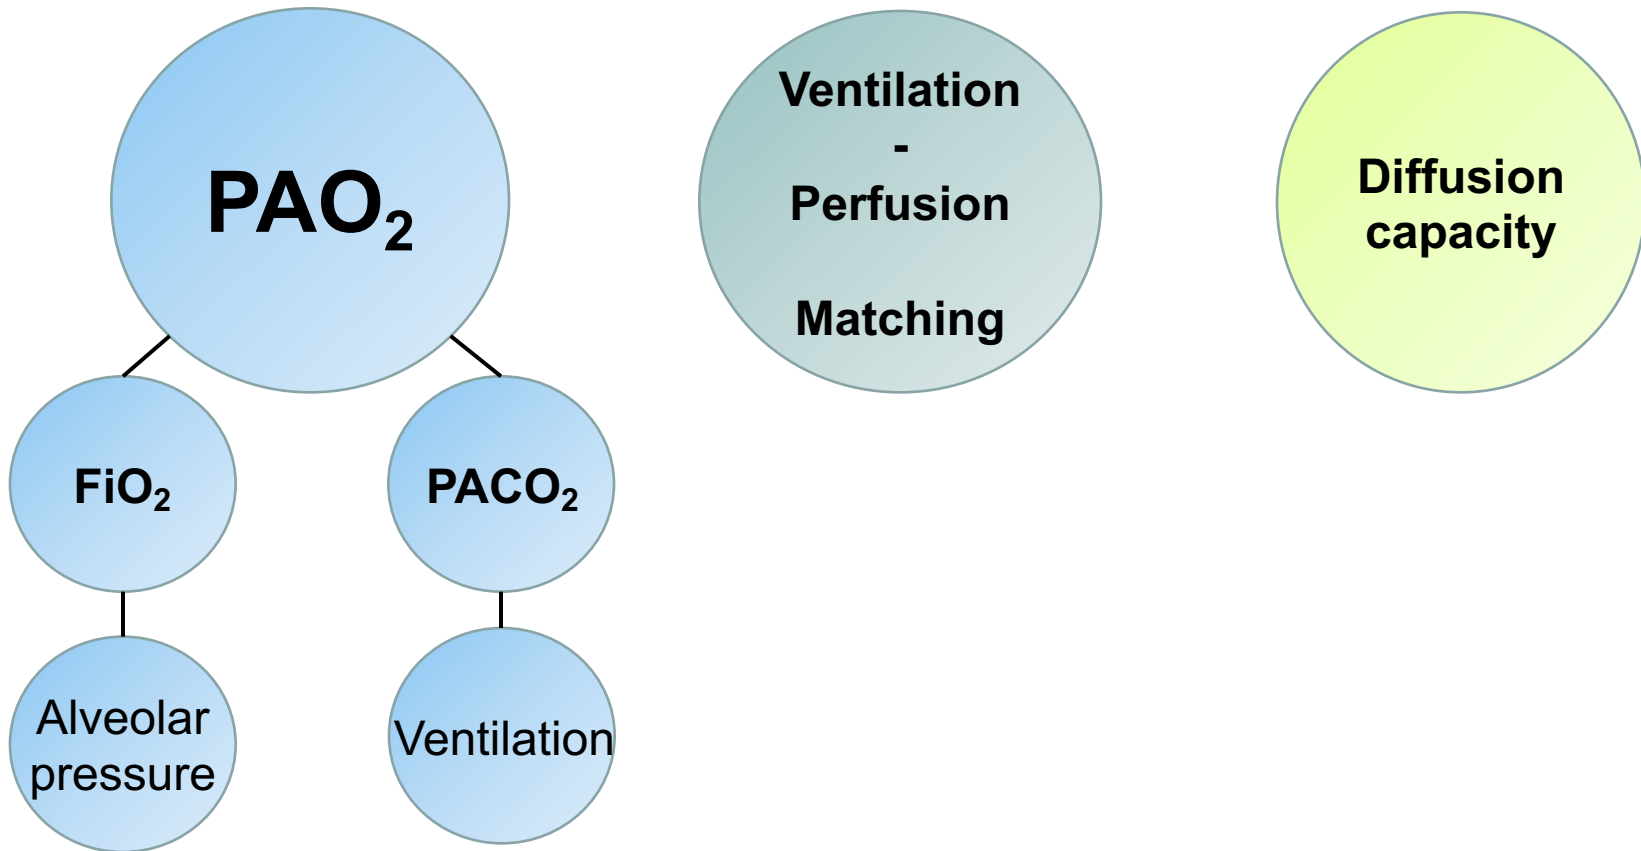 PAO₂
Ventilation
-
Perfusion
Matching
Diffusion
capacity
FiO₂
PACO₂
Alveolar
pressure
Ventilation